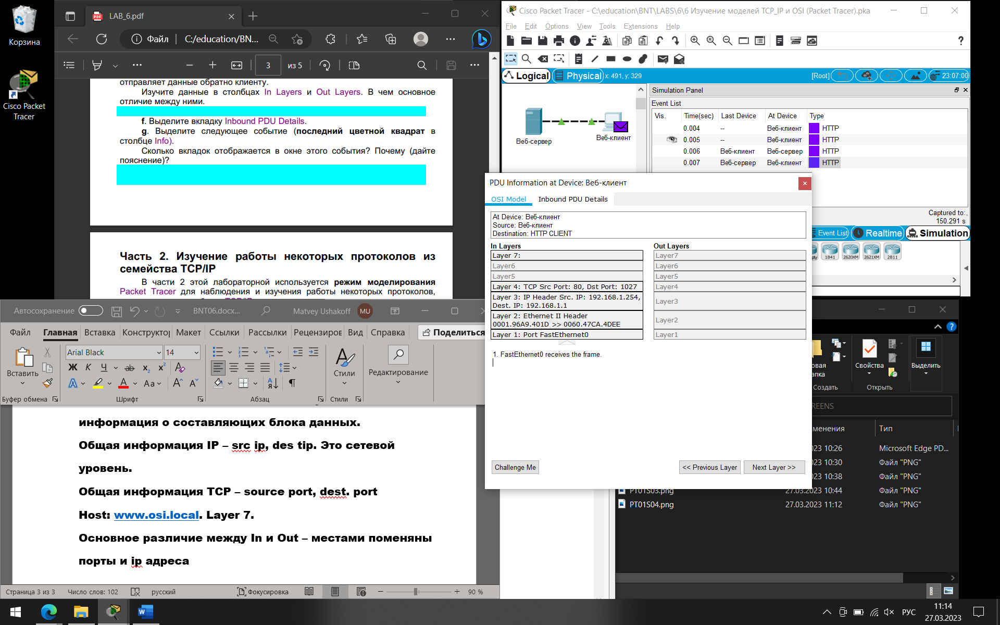 Корзина
Cisco Packet
Tracer
LAB_6.pdf
Файл
C:/education/BN...
3
из 5
отправляет данные обратно клиенту.
Изучите данные в столбцах In Layers и Out Layers. В чем основное
отличие между ними.
f. Выделите вкладку Inbound PDU Details.
g. Выделите следующее событие (последний цветной квадрат в
столбце Info).
Сколько вкладок отображается в окне этого события? Почему (дайте
пояснение)?
Часть 2. Изучение работы некоторых протоколов из
семейства TCP/IP
В части 2 этой лабораторной используется режим моделирования
Packet Tracer для наблюдения и изучения работы некоторых протоколов,
Cisco Packet Tracer - C:\education\BNT\LABS\6\6 Изучение моделей TCP_IP и OSI (Packet Tracer).pka
File Edit Options View Tools Extensions Help
Logical
Physical
x: 491, y: 329
[Root]
23:07:00
Веб-сервер
Веб-клиент
Simulation Panel
Event List
Vis. Time(sec) Last Device At Device Type
0.004 -- Веб-клиент HTTP
0.005 -- Веб-клиент HTTP
0.006 Веб-клиент Веб-сервер HTTP
0.007 Веб-сервер Веб-клиент HTTP
Captured to:
150.291 s
Event List
Realtime
Simulation
1841 2620XM 2621XM 2811
PDU Information at Device: Веб-клиент
OSI Model
Inbound PDU Details
At Device: Веб-клиент
Source: Веб-клиент
Destination: HTTP CLIENT
In Layers
Layer 7:
Layer6
Layer5
Layer 4: TCP Src Port: 80, Dst Port: 1027
Layer 3: IP Header Src. IP: 192.168.1.254,
Dest. IP: 192.168.1.1
Layer 2: Ethernet II Header
0001.96A9.401D >> 0060.47CA.4DEE
Layer 1: Port FastEthernet0
Out Layers
Layer7
Layer6
Layer5
Layer4
Layer3
Layer2
Layer1
1. FastEthernet0 receives the frame.
Challenge Me
<< Previous Layer
Next Layer >>
Автосохранение
BNT06.docx...
Matvey Ushakoff
MU
Файл Главная Вставка Конструктор Макет Ссылки Рассылки Рецензиров Вид Справка
Поделиться
Вставить
Буфер обмена
Arial Black
14
Ж К Ч ab x₂ x²
Aa
Шрифт
Абзац
Стили
Стили
Редактирование
информация о составляющих блока данных.
Общая информация IP – src ip, des tip. Это сетевой
уровень.
Общая информация TCP – source port, dest. port
Host: www.osi.local. Layer 7.
Основное различие между In и Out – местами поменяны
порты и ip адреса
Страница 3 из 3
Число слов: 102
русский
Фокусировка
90 %
овая
апка
Создать
Свойства
Открыть
Выделить
REENS
менения
Тип
023 10:26 Microsoft Edge PD...
023 10:30 Файл "PNG"
023 10:38 Файл "PNG"
PT01S03.png 27.03.2023 10:44 Файл "PNG"
PT01S04.png 27.03.2023 11:12 Файл "PNG"
РУС
11:14
27.03.2023